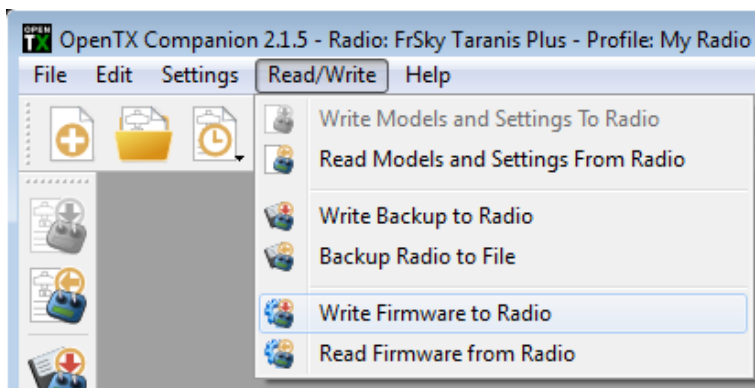 OPEN TX OpenTX Companion 2.1.5 - Radio: FrSky Taranis Plus - Profile: My Radio
File Edit Settings Read/Write Help
Write Models and Settings To Radio
Read Models and Settings From Radio
Write Backup to Radio
Backup Radio to File
Write Firmware to Radio
Read Firmware from Radio